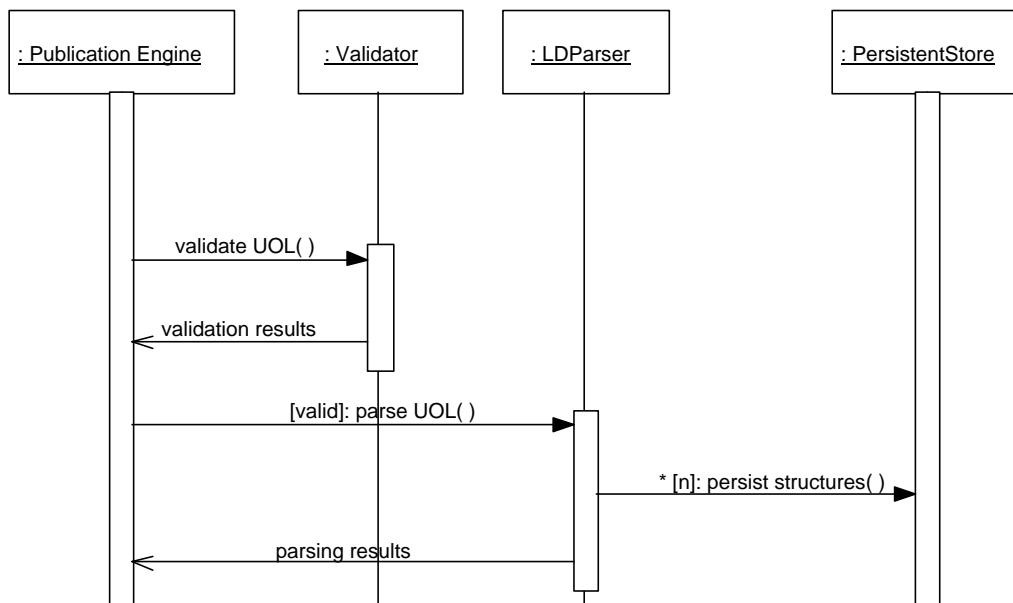 : Publication Engine
: Validator
: LDParser
: PersistentStore
validate UOL( )
validation results
[valid]: parse UOL( )
* [n]: persist structures( )
parsing results